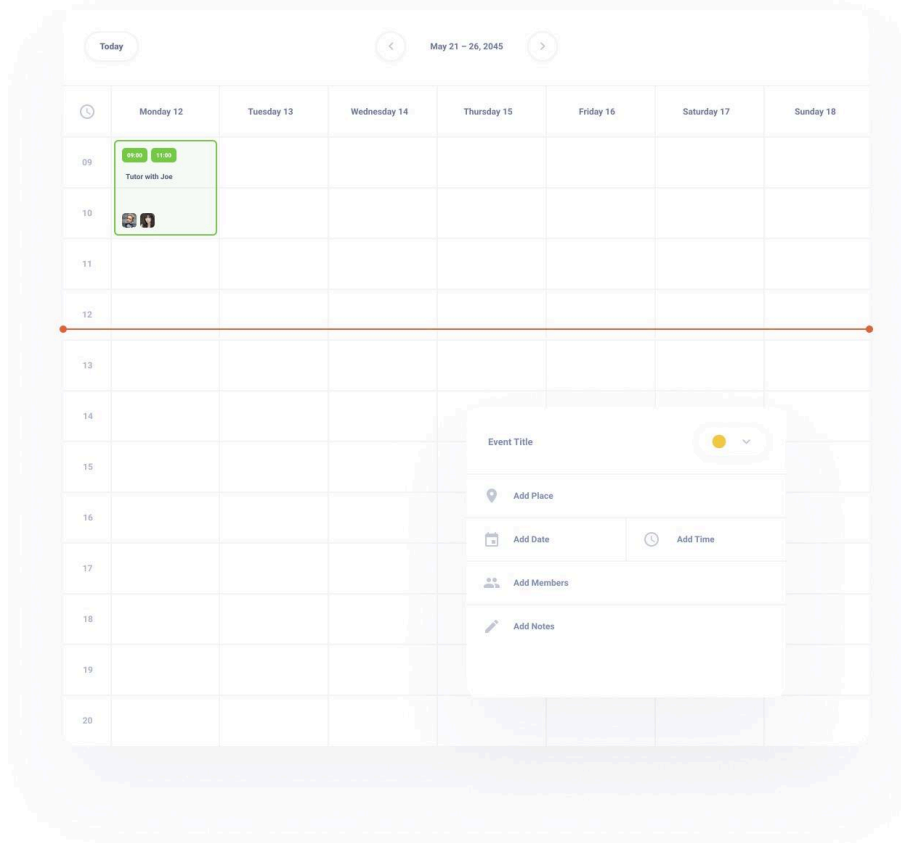 Today
May 21 – 26, 2045
Monday 12
Tuesday 13
Wednesday 14
Thursday 15
Friday 16
Saturday 17
Sunday 18
09
09:00 11:00
Tutor with Joe
10
11
12
13
14
Event Title
15
Add Place
16
Add Date
Add Time
17
Add Members
18
Add Notes
19
20